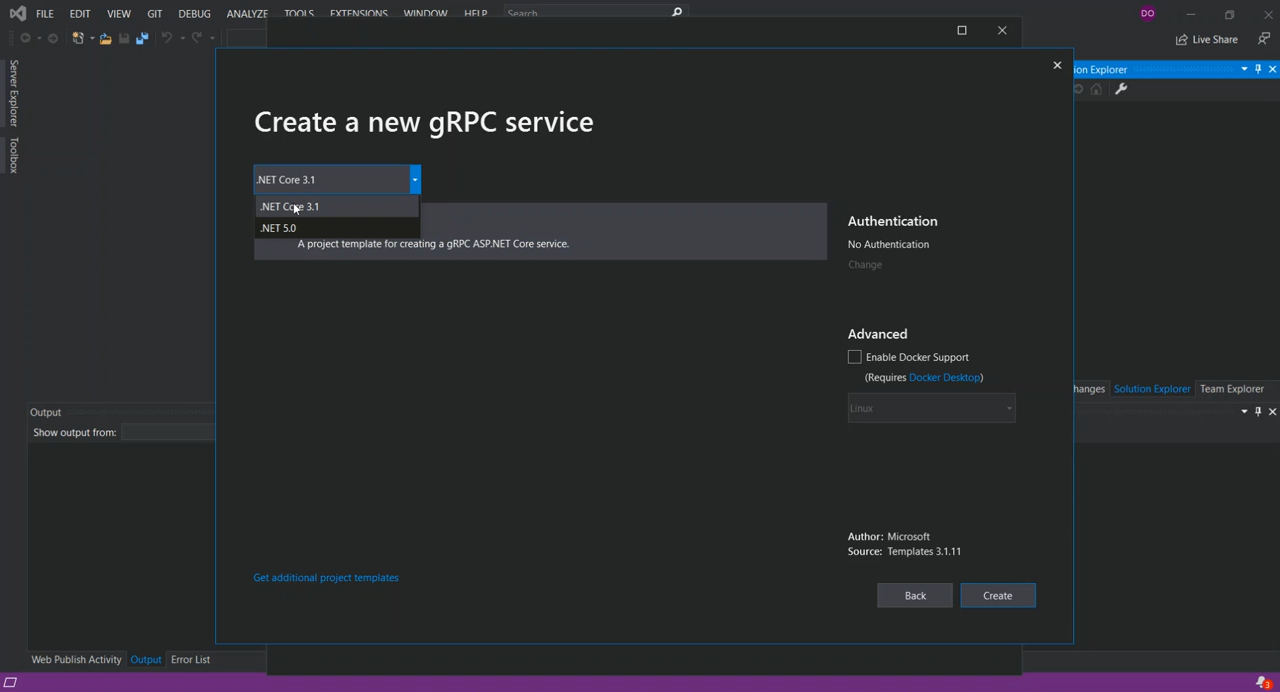 FILE EDIT VIEW GIT DEBUG ANALYZE TOOLS EXTENSIONS WINDOW HELP Search DO
Live Share
Server Explorer
Toolbox
ion Explorer
Create a new gRPC service
.NET Core 3.1
.NET Core 3.1
.NET 5.0
A project template for creating a gRPC ASP.NET Core service.
Authentication
No Authentication
Change
Advanced
Enable Docker Support
(Requires Docker Desktop)
Linux
hanges Solution Explorer Team Explorer
Output
Show output from:
Author: Microsoft
Source: Templates 3.1.11
Get additional project templates
Back Create
Web Publish Activity Output Error List
3